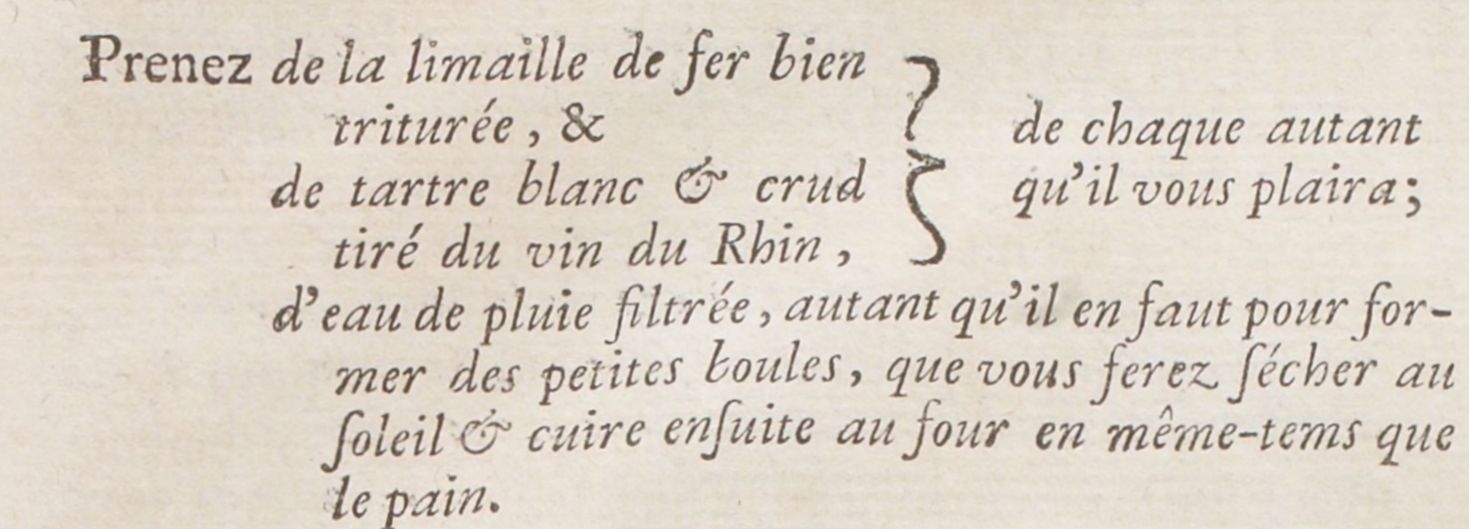 Prenez de la limaille de fer bien
triturée, &
de tartre blanc & crud
tiré du vin du Rhin,
de chaque autant
qu'il vous plaira;
d'eau de pluie filtrée, autant qu'il en faut pour for-
mer des petites boules, que vous ferez ſécher au
ſoleil & cuire enſuite au four en même-tems que
le pain.